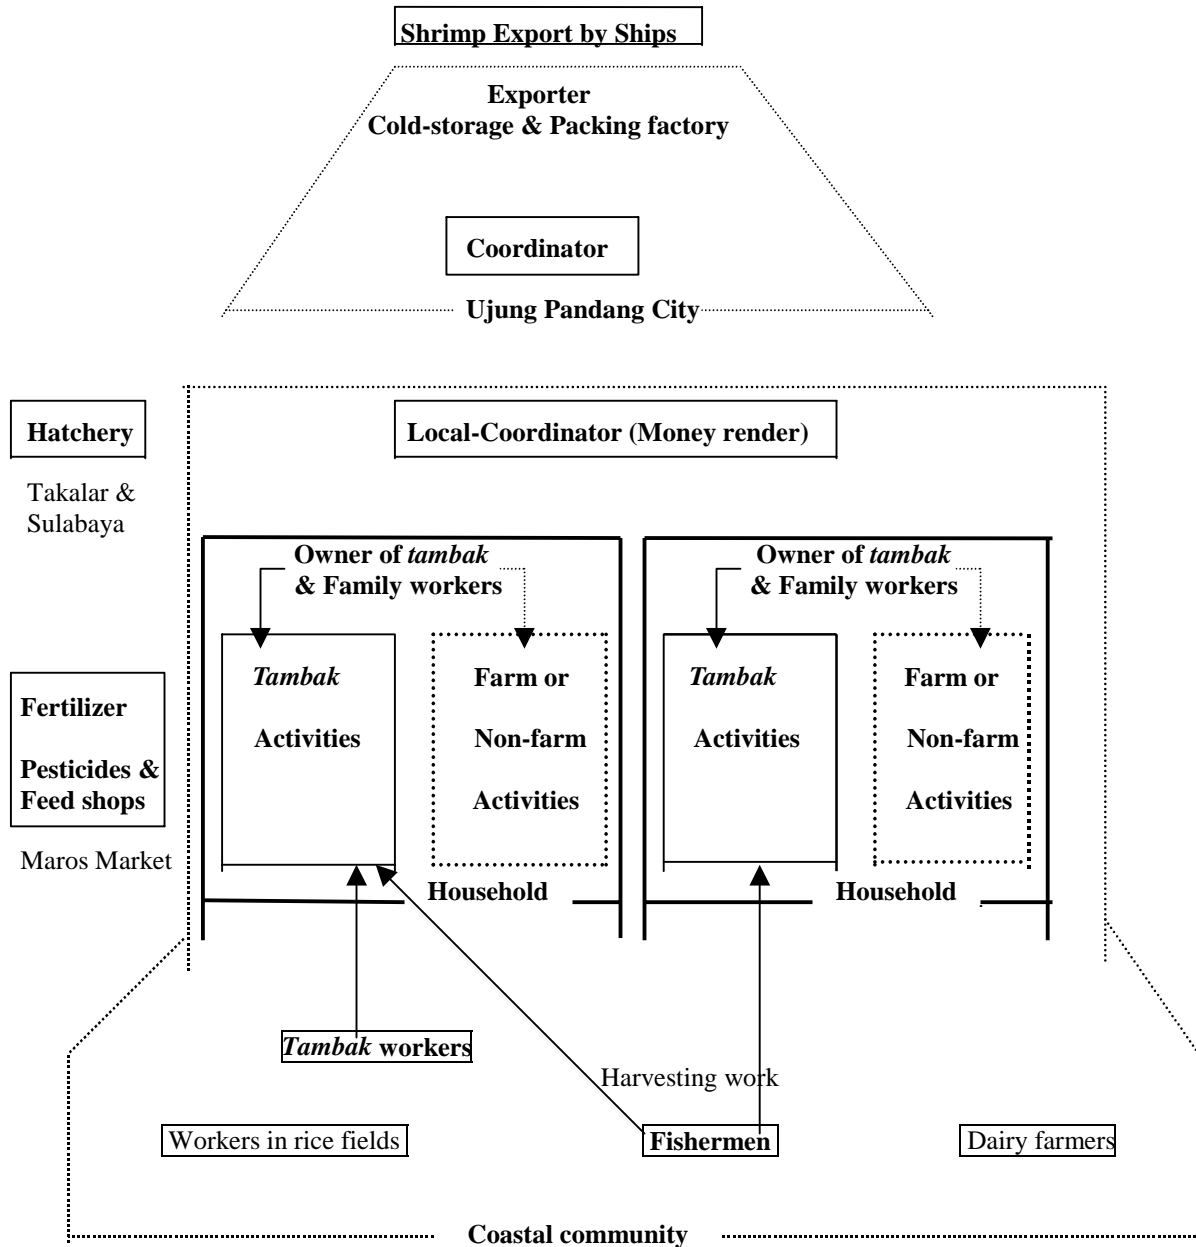 Shrimp Export by Ships
Exporter
Cold-storage & Packing factory
Coordinator
Ujung Pandang City
Hatchery
Takalar &
Sulabaya
Local-Coordinator (Money render)
Owner of tambak
& Family workers
Tambak
Activities
Farm or
Non-farm
Activities
Household
Owner of tambak
& Family workers
Tambak
Activities
Farm or
Non-farm
Activities
Household
Fertilizer
Pesticides &
Feed shops
Maros Market
Tambak workers
Harvesting work
Workers in rice fields
Fishermen
Dairy farmers
Coastal community